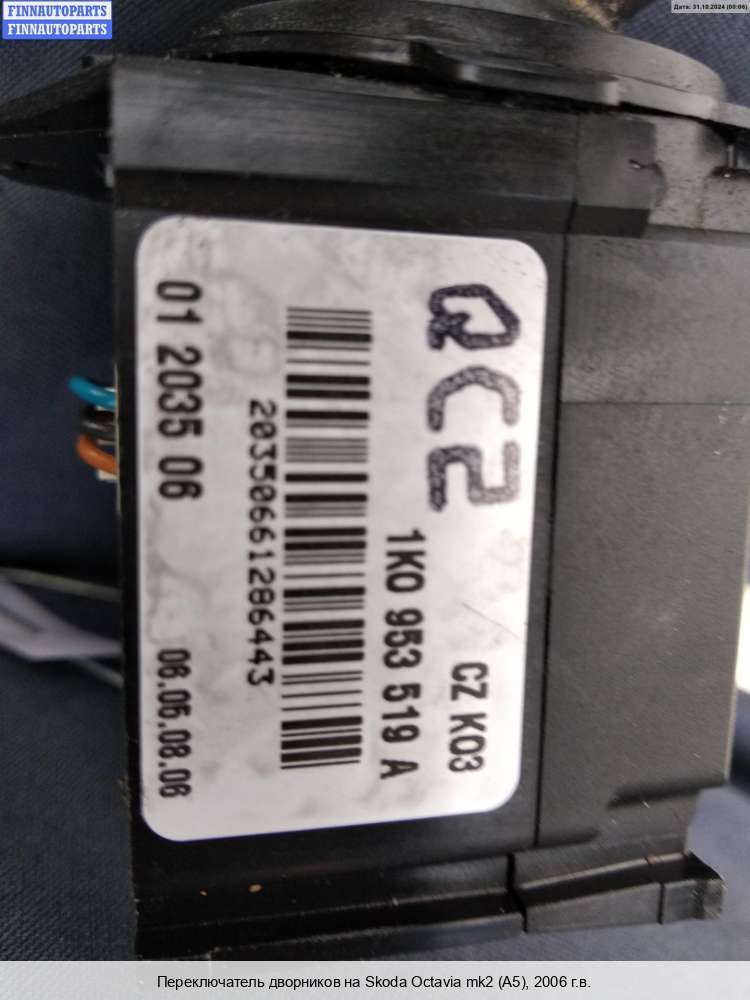 FINNAUTOPARTS
FINNAUTOPARTS
Дата: 31.10.2024 (00:06)
QC2
CZ K03
1K0 953 519 A
20350661286443
01 2035 06
06.05.08.06
Переключатель дворников на Skoda Octavia mk2 (A5), 2006 г.в.